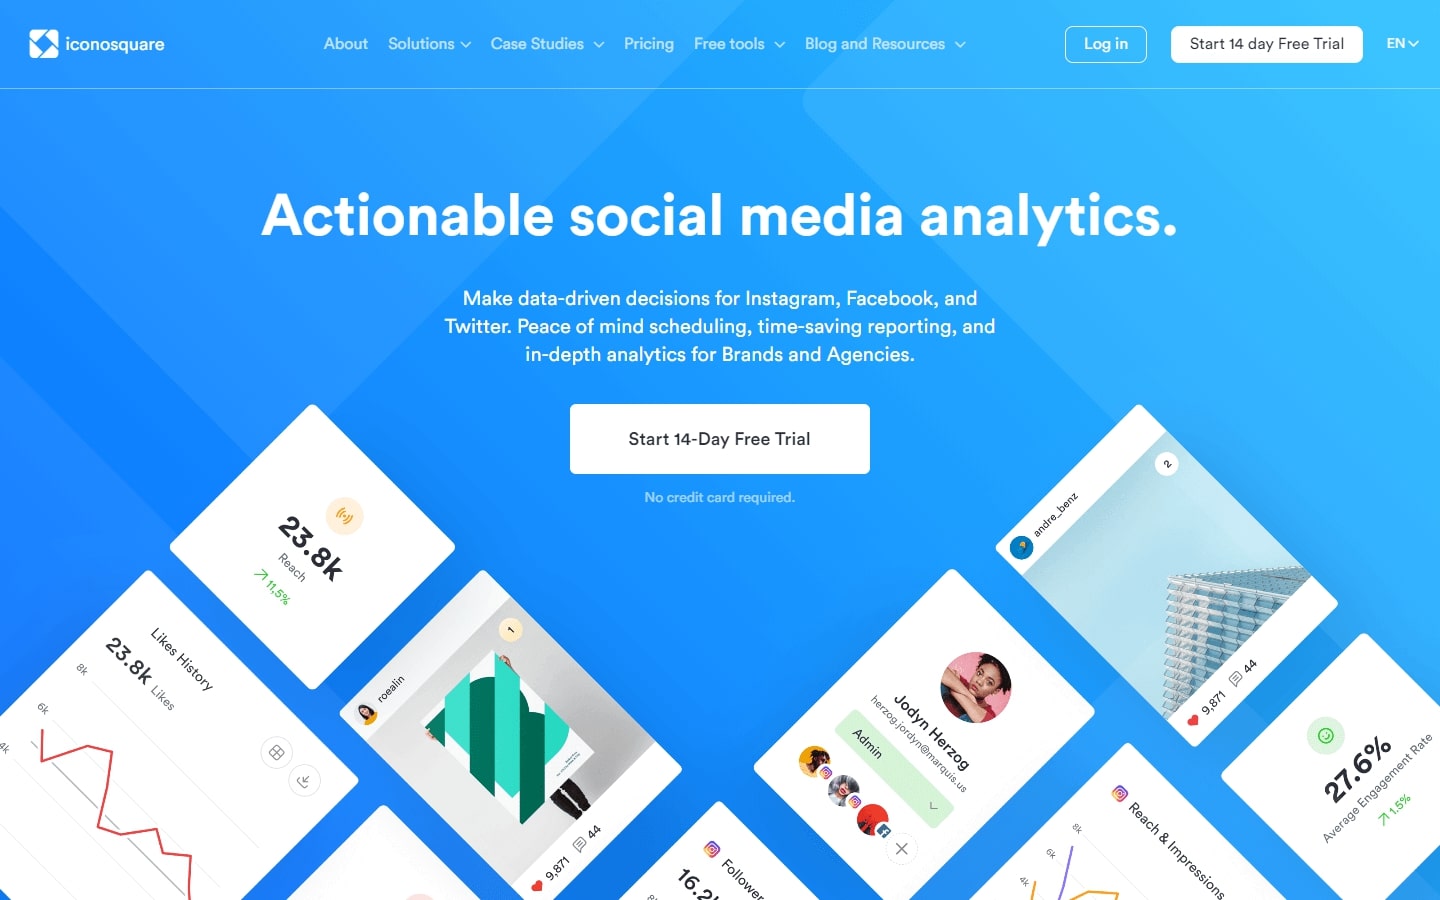 iconosquare
About
Solutions
Case Studies
Pricing
Free tools
Blog and Resources
Log in
Start 14 day Free Trial
EN
Actionable social media analytics.
Make data-driven decisions for Instagram, Facebook, and
Twitter. Peace of mind scheduling, time-saving reporting, and
in-depth analytics for Brands and Agencies.
Start 14-Day Free Trial
No credit card required.
23.8k
Reach
11,5%
Likes History
23.8k Likes
8k
6k
4k
1
roealin
9,871
44
Follower
16.2
Jodyn Herzog
herzog.jordyn@marquis.us
Admin
2
andre_benz
9,871
44
27.6%
Average Engagement Rate
1.5%
Reach & Impressions
8k
6k
4k